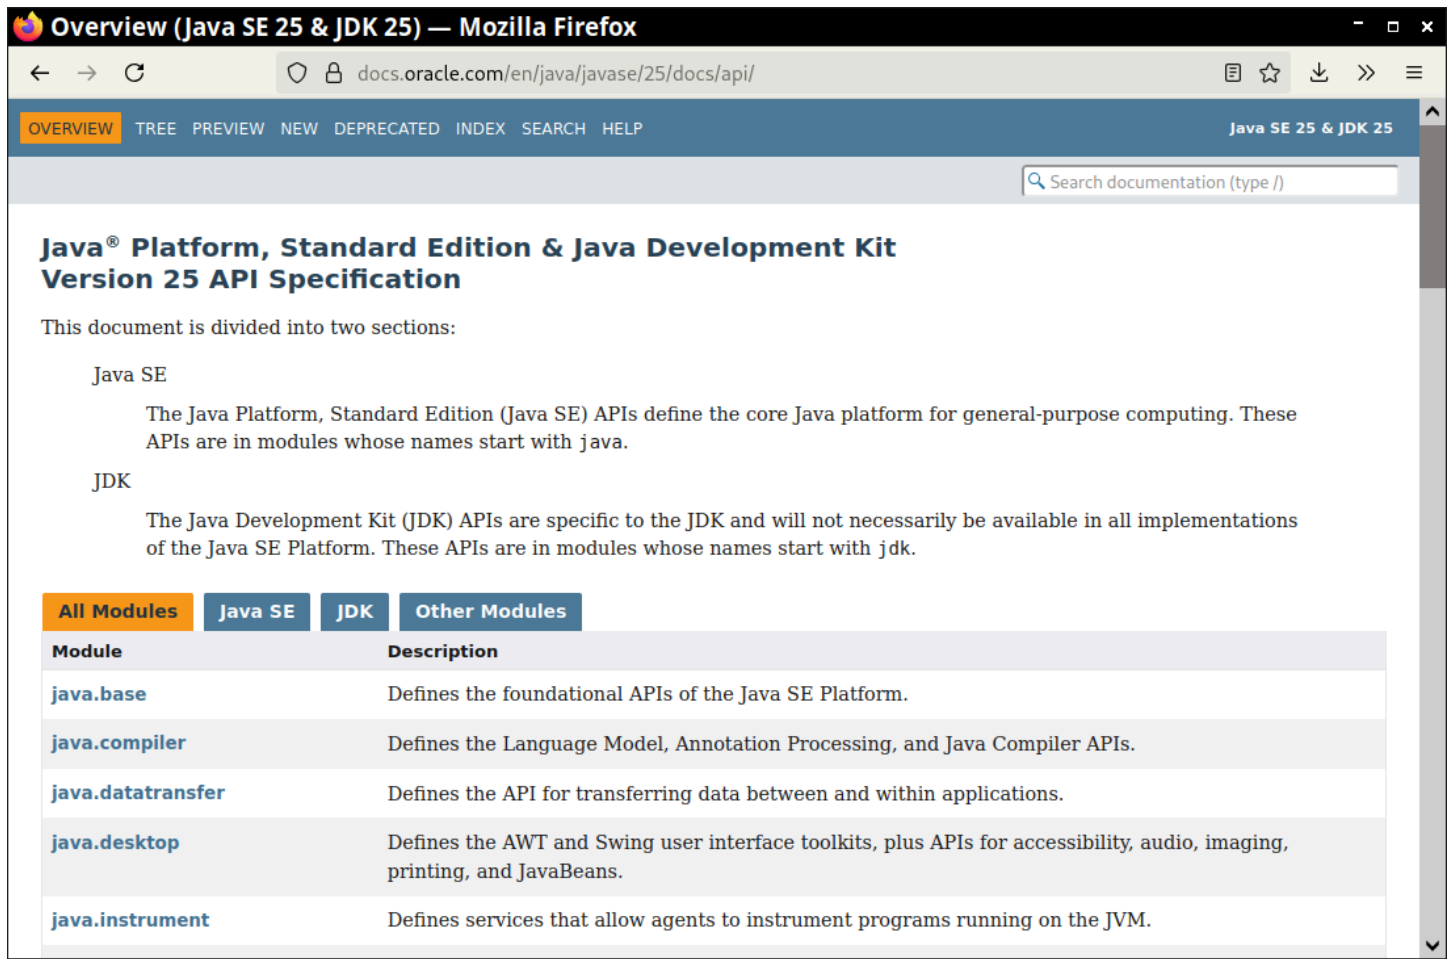 Overview (Java SE 25 & JDK 25) — Mozilla Firefox
docs.oracle.com/en/java/javase/25/docs/api/
OVERVIEW TREE PREVIEW NEW DEPRECATED INDEX SEARCH HELP Java SE 25 & JDK 25
Search documentation (type /)
Java® Platform, Standard Edition & Java Development Kit
Version 25 API Specification
This document is divided into two sections:
Java SE
The Java Platform, Standard Edition (Java SE) APIs define the core Java platform for general-purpose computing. These
APIs are in modules whose names start with java.
JDK
The Java Development Kit (JDK) APIs are specific to the JDK and will not necessarily be available in all implementations
of the Java SE Platform. These APIs are in modules whose names start with jdk.
All Modules Java SE JDK Other Modules
Module Description
java.base Defines the foundational APIs of the Java SE Platform.
java.compiler Defines the Language Model, Annotation Processing, and Java Compiler APIs.
java.datatransfer Defines the API for transferring data between and within applications.
java.desktop Defines the AWT and Swing user interface toolkits, plus APIs for accessibility, audio, imaging,
printing, and JavaBeans.
java.instrument Defines services that allow agents to instrument programs running on the JVM.